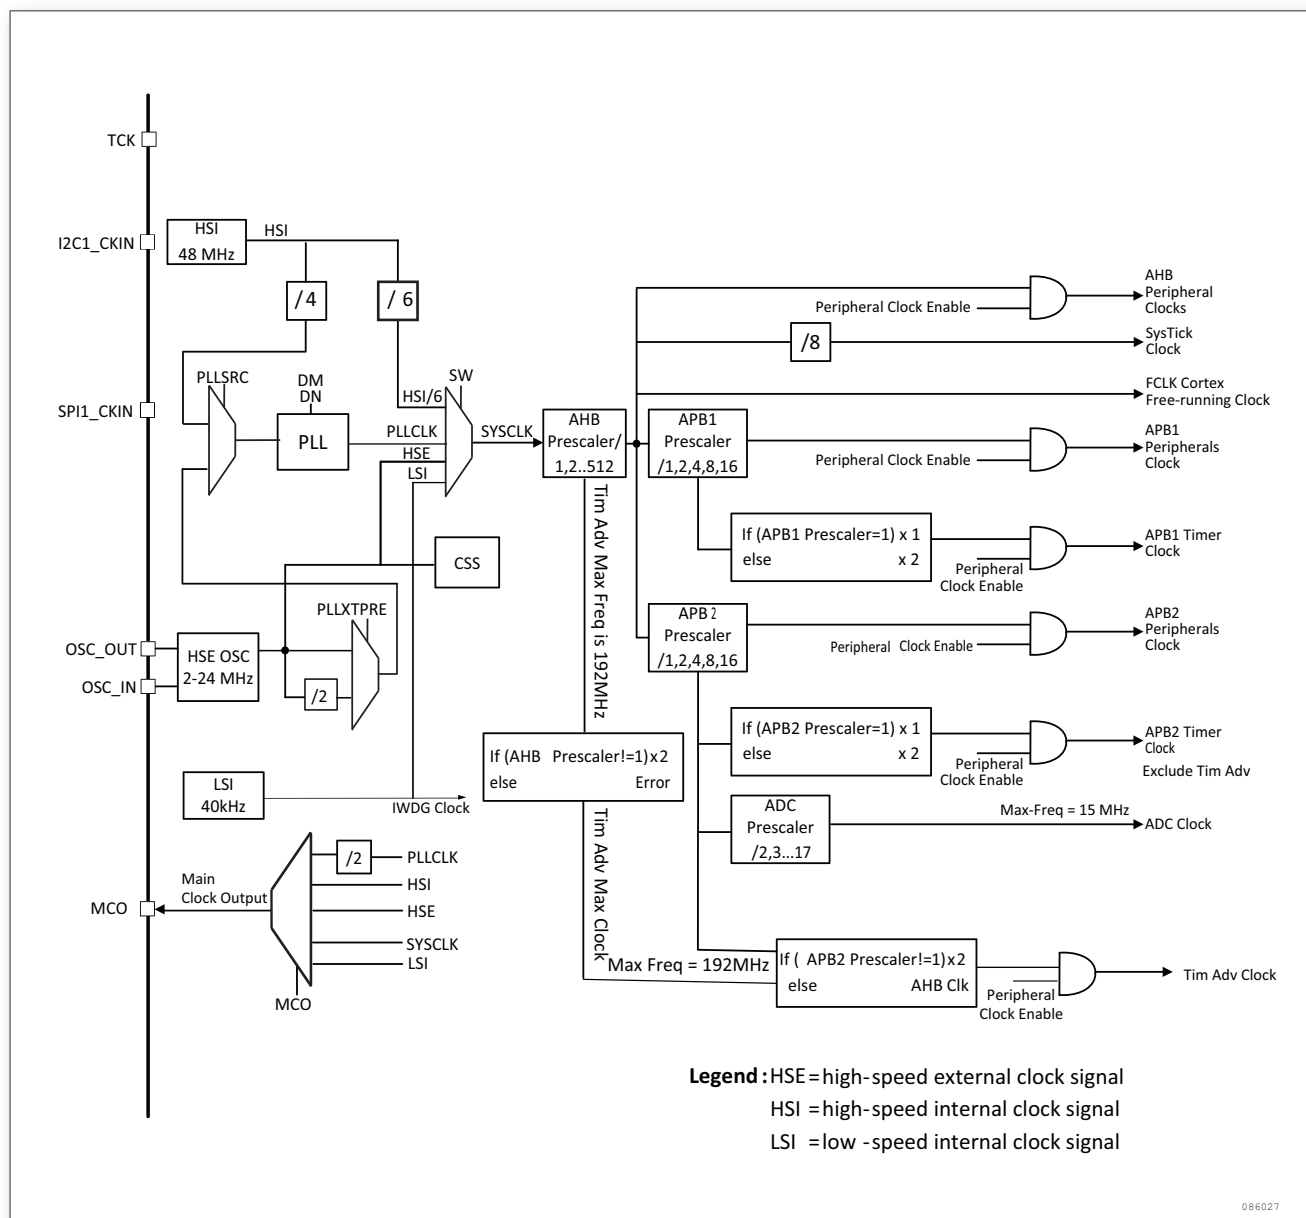 TCK
I2C1_CKIN
HSI
48 MHz
HSI
/ 4
/ 6
AHB
Peripheral
Clocks
Peripheral Clock Enable
/8
SysTick
Clock
SPI1_CKIN
PLLSRC
DM
DN
PLL
SW
HSI/6
PLLCLK
HSE
LSI
SYSCLK
AHB
Prescaler/
1,2..512
APB1
Prescaler
/1,2,4,8,16
FCLK Cortex
Free-running Clock
APB1
Peripherals
Clock
Peripheral Clock Enable
Tim Adv Max Freq is 192MHz
If (APB1 Prescaler=1) x 1
else x 2
Peripheral
Clock Enable
APB1 Timer
Clock
CSS
PLLXTPRE
OSC_OUT
OSC_IN
HSE OSC
2-24 MHz
/2
APB2
Prescaler
/1,2,4,8,16
Peripheral Clock Enable
APB2
Peripherals
Clock
If (APB2 Prescaler=1) x 1
else x 2
Peripheral
Clock Enable
APB2 Timer
Clock
Exclude Tim Adv
If (AHB Prescaler!=1)x2
else Error
LSI
40kHz
IWDG Clock
ADC
Prescaler
/2,3...17
Max-Freq = 15 MHz
ADC Clock
Tim Adv Max Clock
MCO
Main
Clock Output
/2
PLLCLK
HSI
HSE
SYSCLK
LSI
MCO
Max Freq = 192MHz
If ( APB2 Prescaler!=1)x2
else AHB Clk
Peripheral
Clock Enable
Tim Adv Clock
Legend : HSE = high-speed external clock signal
HSI = high-speed internal clock signal
LSI = low -speed internal clock signal
086027